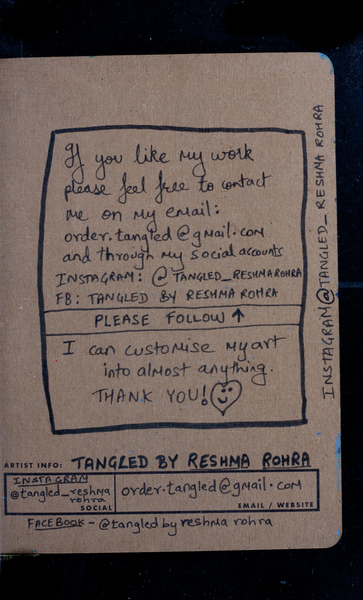 If you like my work
please feel free to contact
me on my email:
order.tangled@gmail.com
and through my social accounts
INSTAGRAM: @TANGLED_RESHMAROHRA
FB: TANGLED BY RESHMA ROHRA
PLEASE FOLLOW ↑
I can customise my art
into almost anything.
THANK YOU!
INSTAGRAM@TANGLED_RESHMA ROHRA
ARTIST INFO: TANGLED BY RESHMA ROHRA
INSTAGRAM
@tangled_reshma
rohra
SOCIAL
order.tangled@gmail.com
EMAIL / WEBSITE
FACEBOOK - @tangled by reshma rohra